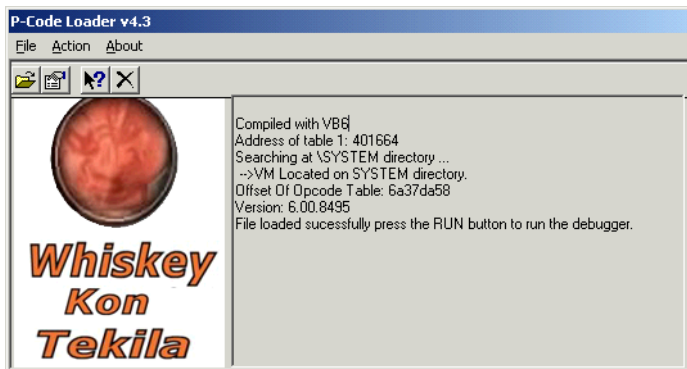 P-Code Loader v4.3
File Action About
Compiled with VB6
Address of table 1: 401664
Searching at \SYSTEM directory ...
-->VM Located on SYSTEM directory.
Offset Of Opcode Table: 6a37da58
Version: 6.00.8495
File loaded sucessfully press the RUN button to run the debugger.
Whiskey
Kon
Tekila